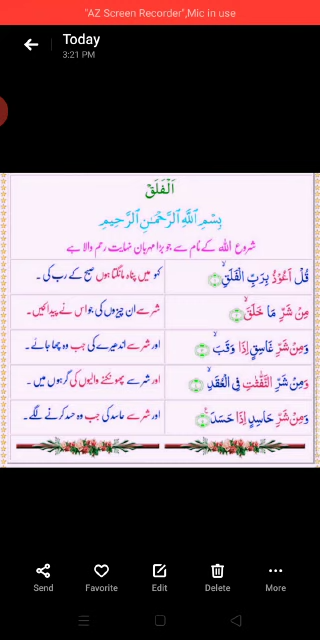 "AZ Screen Recorder",Mic in use
Today
3:21 PM
اَلْفَلَقْ
بِسْمِ اللّٰهِ الرَّحْمٰنِ الرَّحِيْمِ
شروع اللہ کے نام سے جو بڑا مہربان نہایت رحم والا ہے
قُلْ اَعُوْذُ بِرَبِّ الْفَلَقِۙ کہو میں پناہ مانگتا ہوں صبح کے رب کی ۔
مِنْ شَرِّ مَا خَلَقَۙ شر سے ان چیزوں کی جو اس نے پیدا کیں۔
وَمِنْ شَرِّ غَاسِقٍ اِذَا وَقَبَۙ اور شر سے اندھیرے کی جب وہ چھا جائے۔
وَمِنْ شَرِّ النَّفّٰثٰتِ فِي الْعُقَدِۙ اور شر سے پھونکنے والیوں کی گرہوں میں ۔
وَمِنْ شَرِّ حَاسِدٍ اِذَا حَسَدَ اور شر سے حاسد کی جب وہ حسد کرنے لگے۔
Send
Favorite
Edit
Delete
More